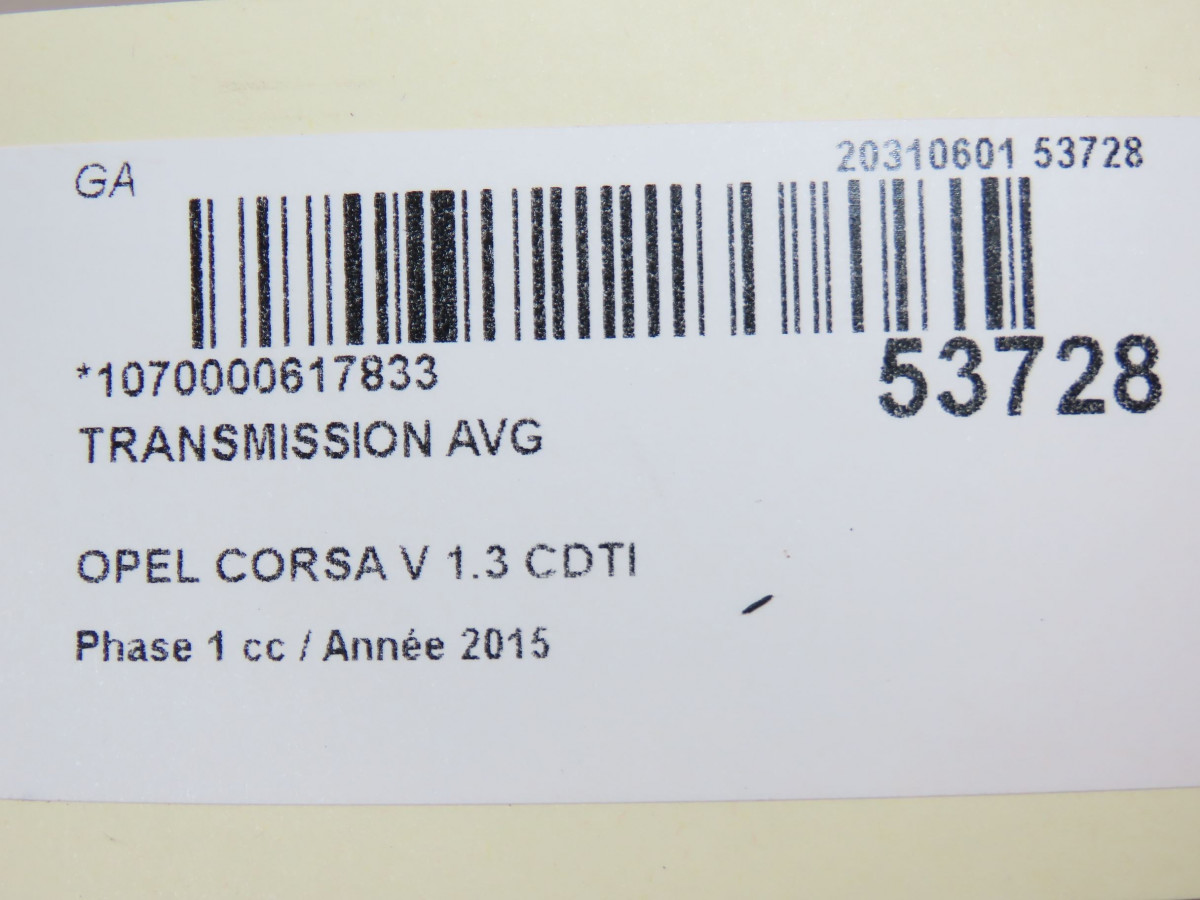 GA
20310601 53728
*1070000617833
53728
TRANSMISSION AVG
OPEL CORSA V 1.3 CDTI
Phase 1 cc / Année 2015